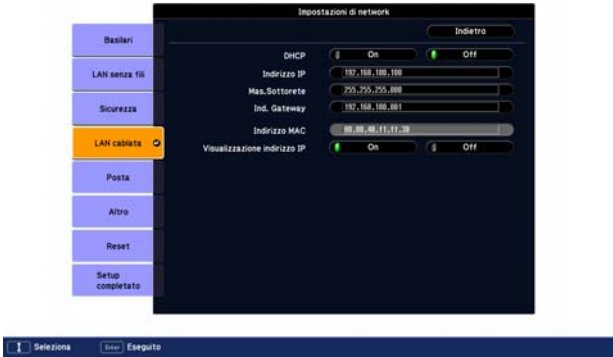 Impostazioni di network
Indietro
Basilari
LAN senza fili
Sicurezza
LAN cablata
Posta
Altro
Reset
Setup
completato
DHCP On Off
Indirizzo IP 192.168.100.100
Mas.Sottorete 255.255.255.000
Ind. Gateway 192.168.100.001
Indirizzo MAC
Visualizzazione indirizzo IP On Off
Seleziona Enter Eseguito